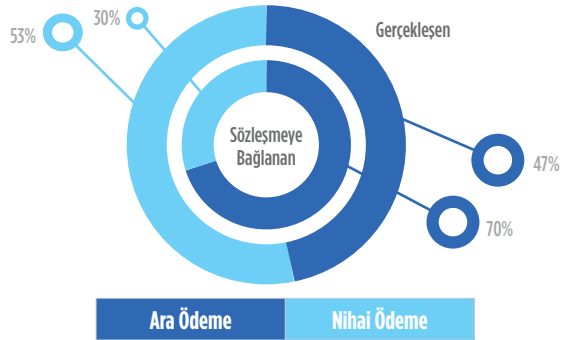 30%
53%
Gerçekleşen
Sözleşmeye
Bağlanan
47%
70%
Ara Ödeme
Nihai Ödeme